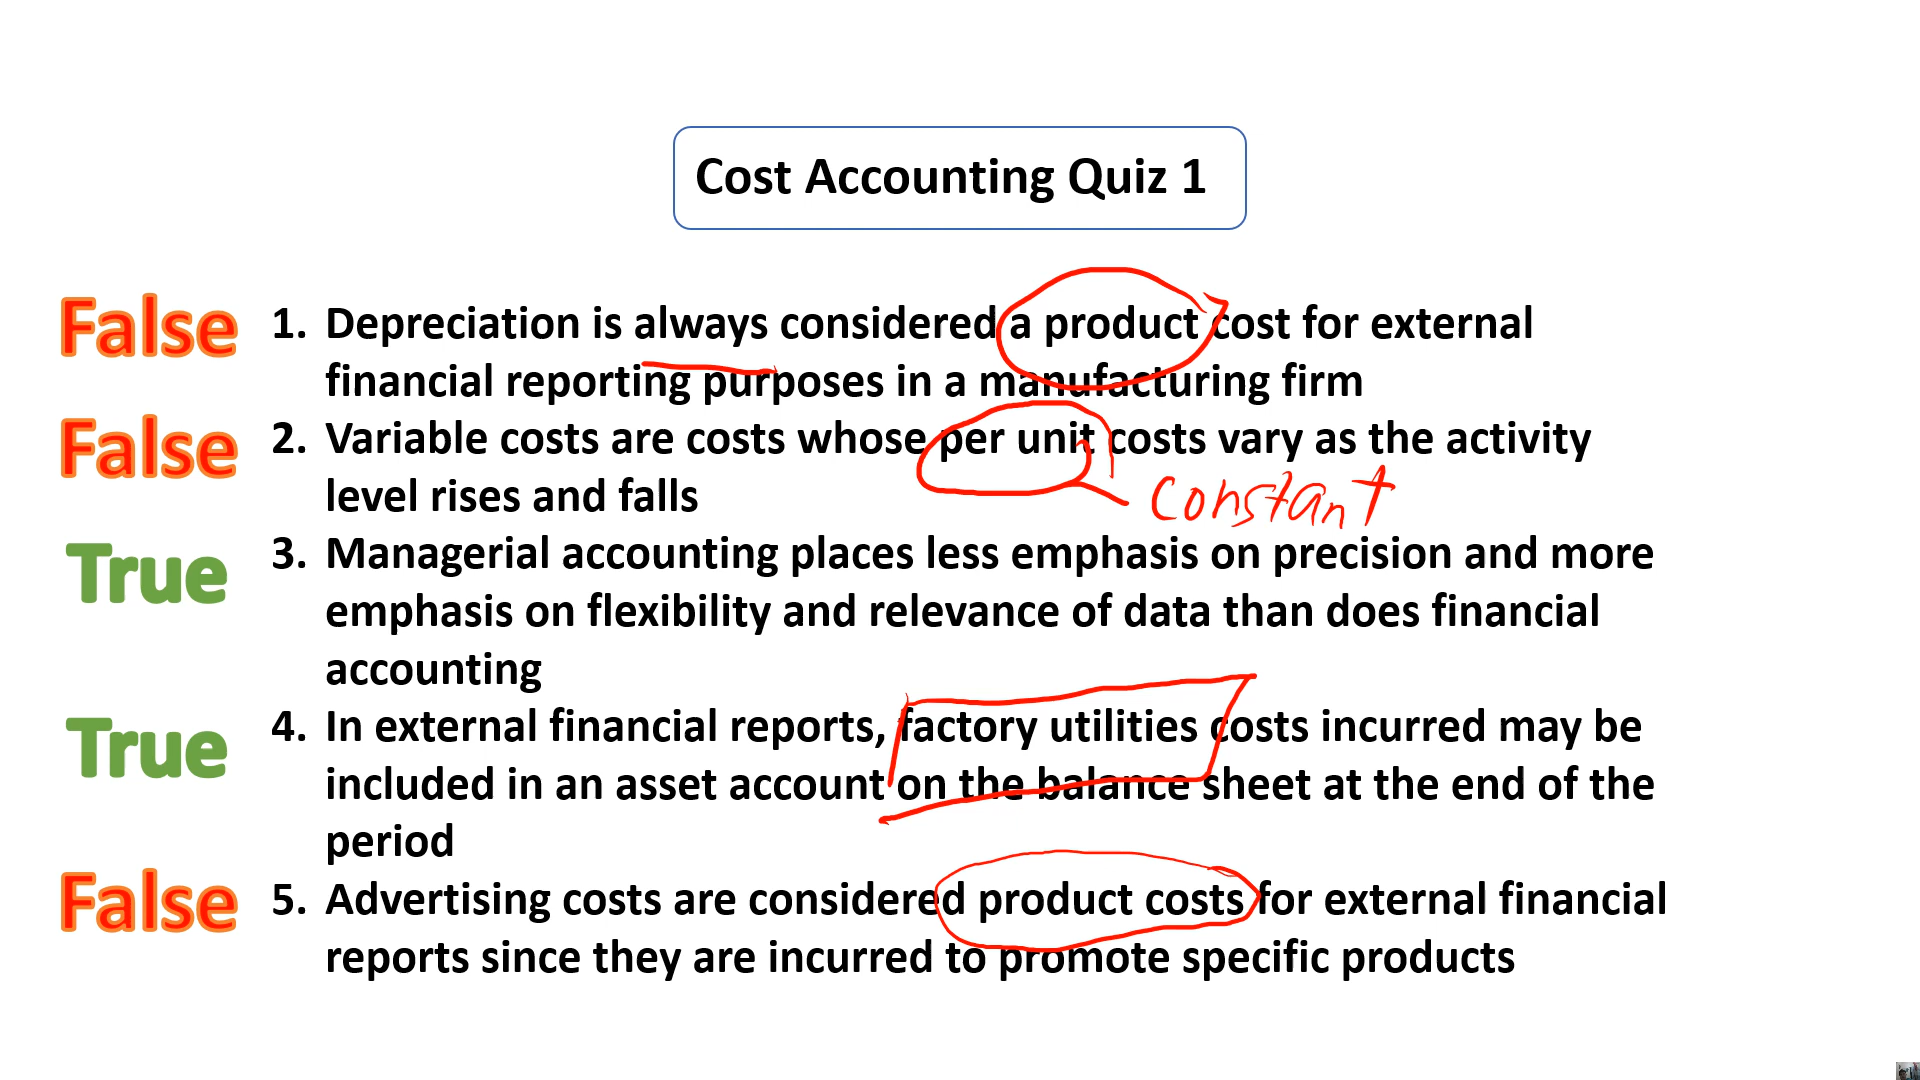 Cost Accounting Quiz 1
False 1. Depreciation is always considered a product cost for external
financial reporting purposes in a manufacturing firm
False 2. Variable costs are costs whose per unit costs vary as the activity
level rises and falls
constant
True 3. Managerial accounting places less emphasis on precision and more
emphasis on flexibility and relevance of data than does financial
accounting
True 4. In external financial reports, factory utilities costs incurred may be
included in an asset account on the balance sheet at the end of the
period
False 5. Advertising costs are considered product costs for external financial
reports since they are incurred to promote specific products